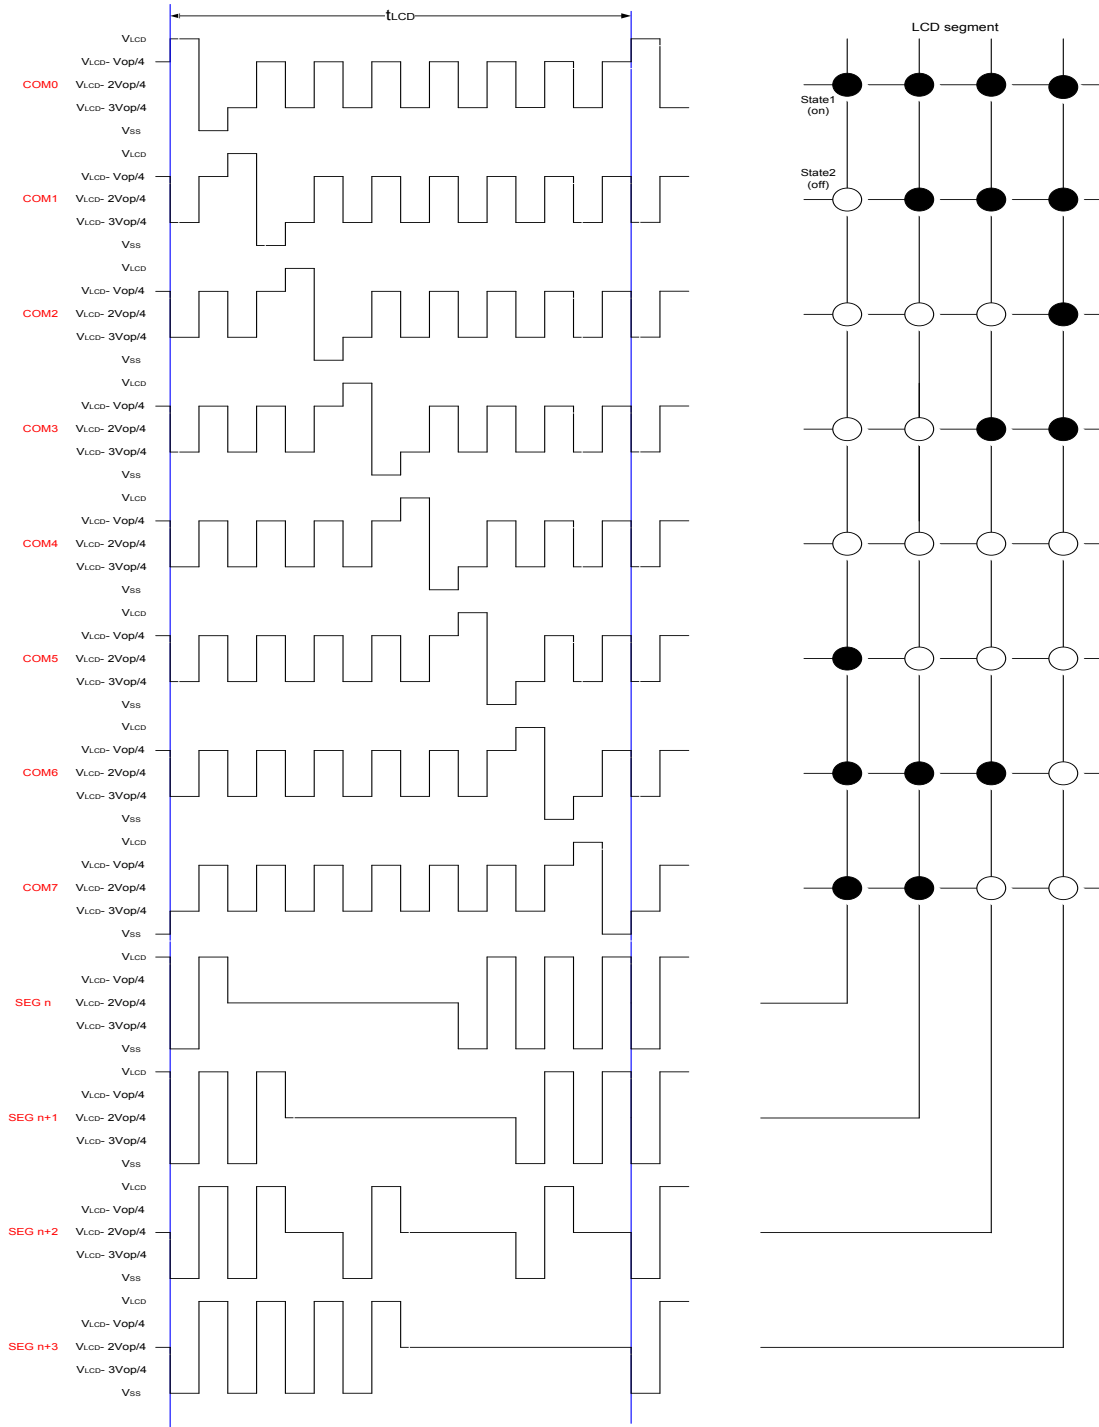 tLCD
LCD segment
VLCD
VLCD- Vop/4
COM0 VLCD- 2Vop/4
VLCD- 3Vop/4
VSS
State1
(on)
VLCD
VLCD- Vop/4
COM1 VLCD- 2Vop/4
VLCD- 3Vop/4
VSS
State2
(off)
VLCD
VLCD- Vop/4
COM2 VLCD- 2Vop/4
VLCD- 3Vop/4
VSS
VLCD
VLCD- Vop/4
COM3 VLCD- 2Vop/4
VLCD- 3Vop/4
VSS
VLCD
VLCD- Vop/4
COM4 VLCD- 2Vop/4
VLCD- 3Vop/4
VSS
VLCD
VLCD- Vop/4
COM5 VLCD- 2Vop/4
VLCD- 3Vop/4
VSS
VLCD
VLCD- Vop/4
COM6 VLCD- 2Vop/4
VLCD- 3Vop/4
VSS
VLCD
VLCD- Vop/4
COM7 VLCD- 2Vop/4
VLCD- 3Vop/4
VSS
VLCD
VLCD- Vop/4
SEG n VLCD- 2Vop/4
VLCD- 3Vop/4
VSS
VLCD
VLCD- Vop/4
SEG n+1 VLCD- 2Vop/4
VLCD- 3Vop/4
VSS
VLCD
VLCD- Vop/4
SEG n+2 VLCD- 2Vop/4
VLCD- 3Vop/4
VSS
VLCD
VLCD- Vop/4
SEG n+3 VLCD- 2Vop/4
VLCD- 3Vop/4
VSS